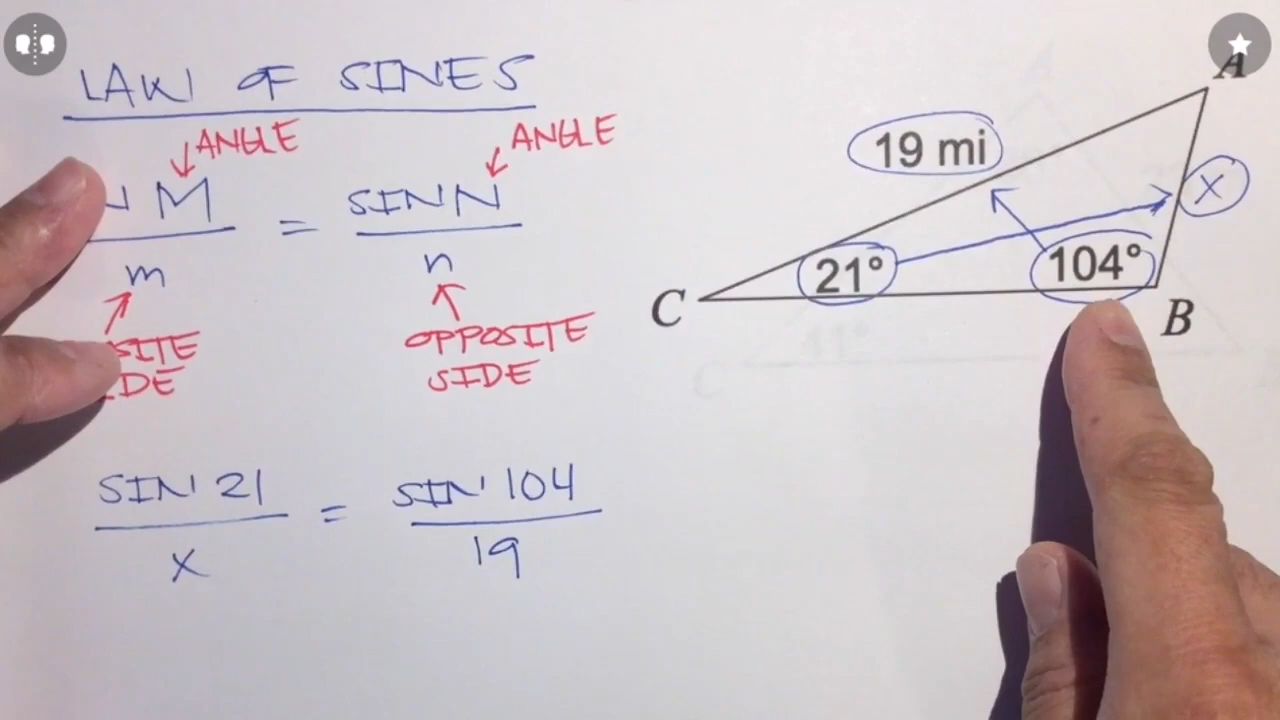 LAW OF SINES
ANGLE
ANGLE
M = SIN N
m
n
OPPOSITE
SIDE
SIN 21 = SIN 104
x
19
19 mi
A
x
21°
104°
C
B